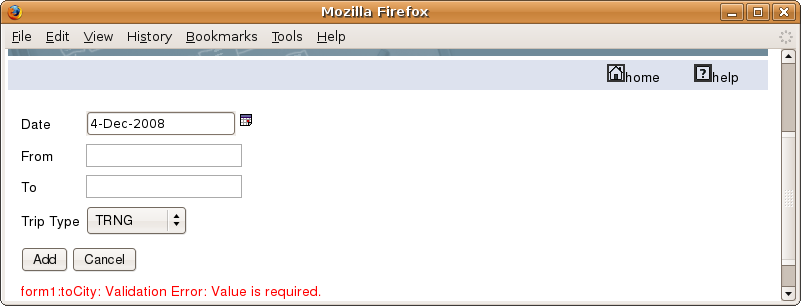 Mozilla Firefox
File Edit View History Bookmarks Tools Help
home ? help
Date 4-Dec-2008
From
To
Trip Type TRNG
Add Cancel
form1:toCity: Validation Error: Value is required.